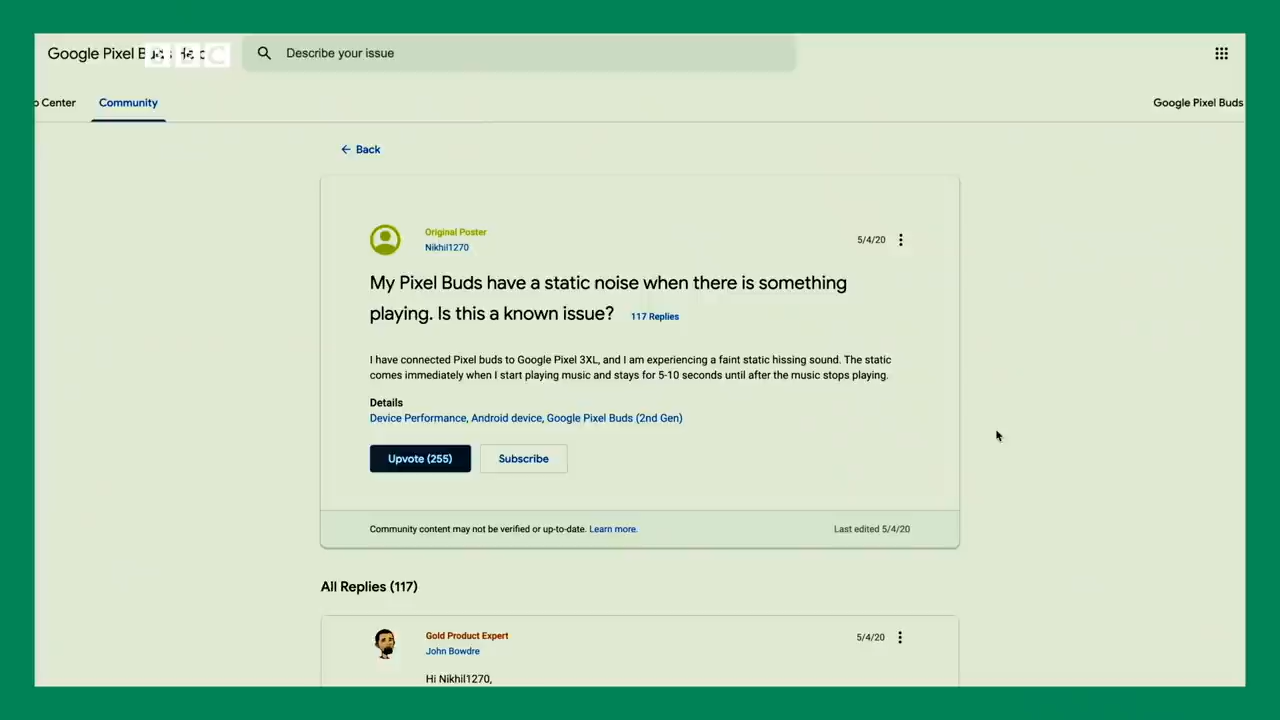 Google Pixel Buds Help
BBC
Describe your issue
Center
Community
Google Pixel Buds
Back
Original Poster
Nikhil1270
5/4/20
My Pixel Buds have a static noise when there is something
playing. Is this a known issue? 117 Replies
I have connected Pixel buds to Google Pixel 3XL, and I am experiencing a faint static hissing sound. The static
comes immediately when I start playing music and stays for 5-10 seconds until after the music stops playing.
Details
Device Performance, Android device, Google Pixel Buds (2nd Gen)
Upvote (255)
Subscribe
Community content may not be verified or up-to-date. Learn more.
Last edited 5/4/20
All Replies (117)
Gold Product Expert
John Bowdre
5/4/20
Hi Nikhil1270,